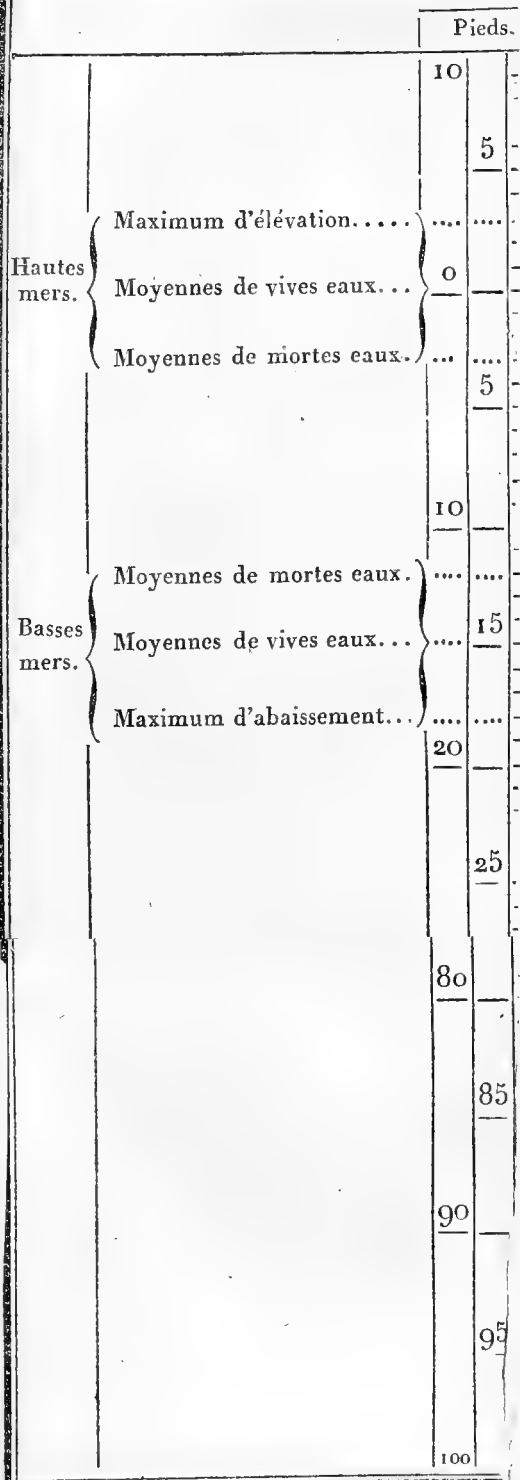 Pieds.
10
5
Maximum d'élévation..... .... ....
Hautes mers. Moyennes de vives eaux... 0
Moyennes de mortes eaux. ... ....
5
10
Moyennes de mortes eaux. .... ....
Basses mers. Moyennes de vives eaux... .... 15
Maximum d'abaissement... .... ....
20
25
80
85
90
95
100